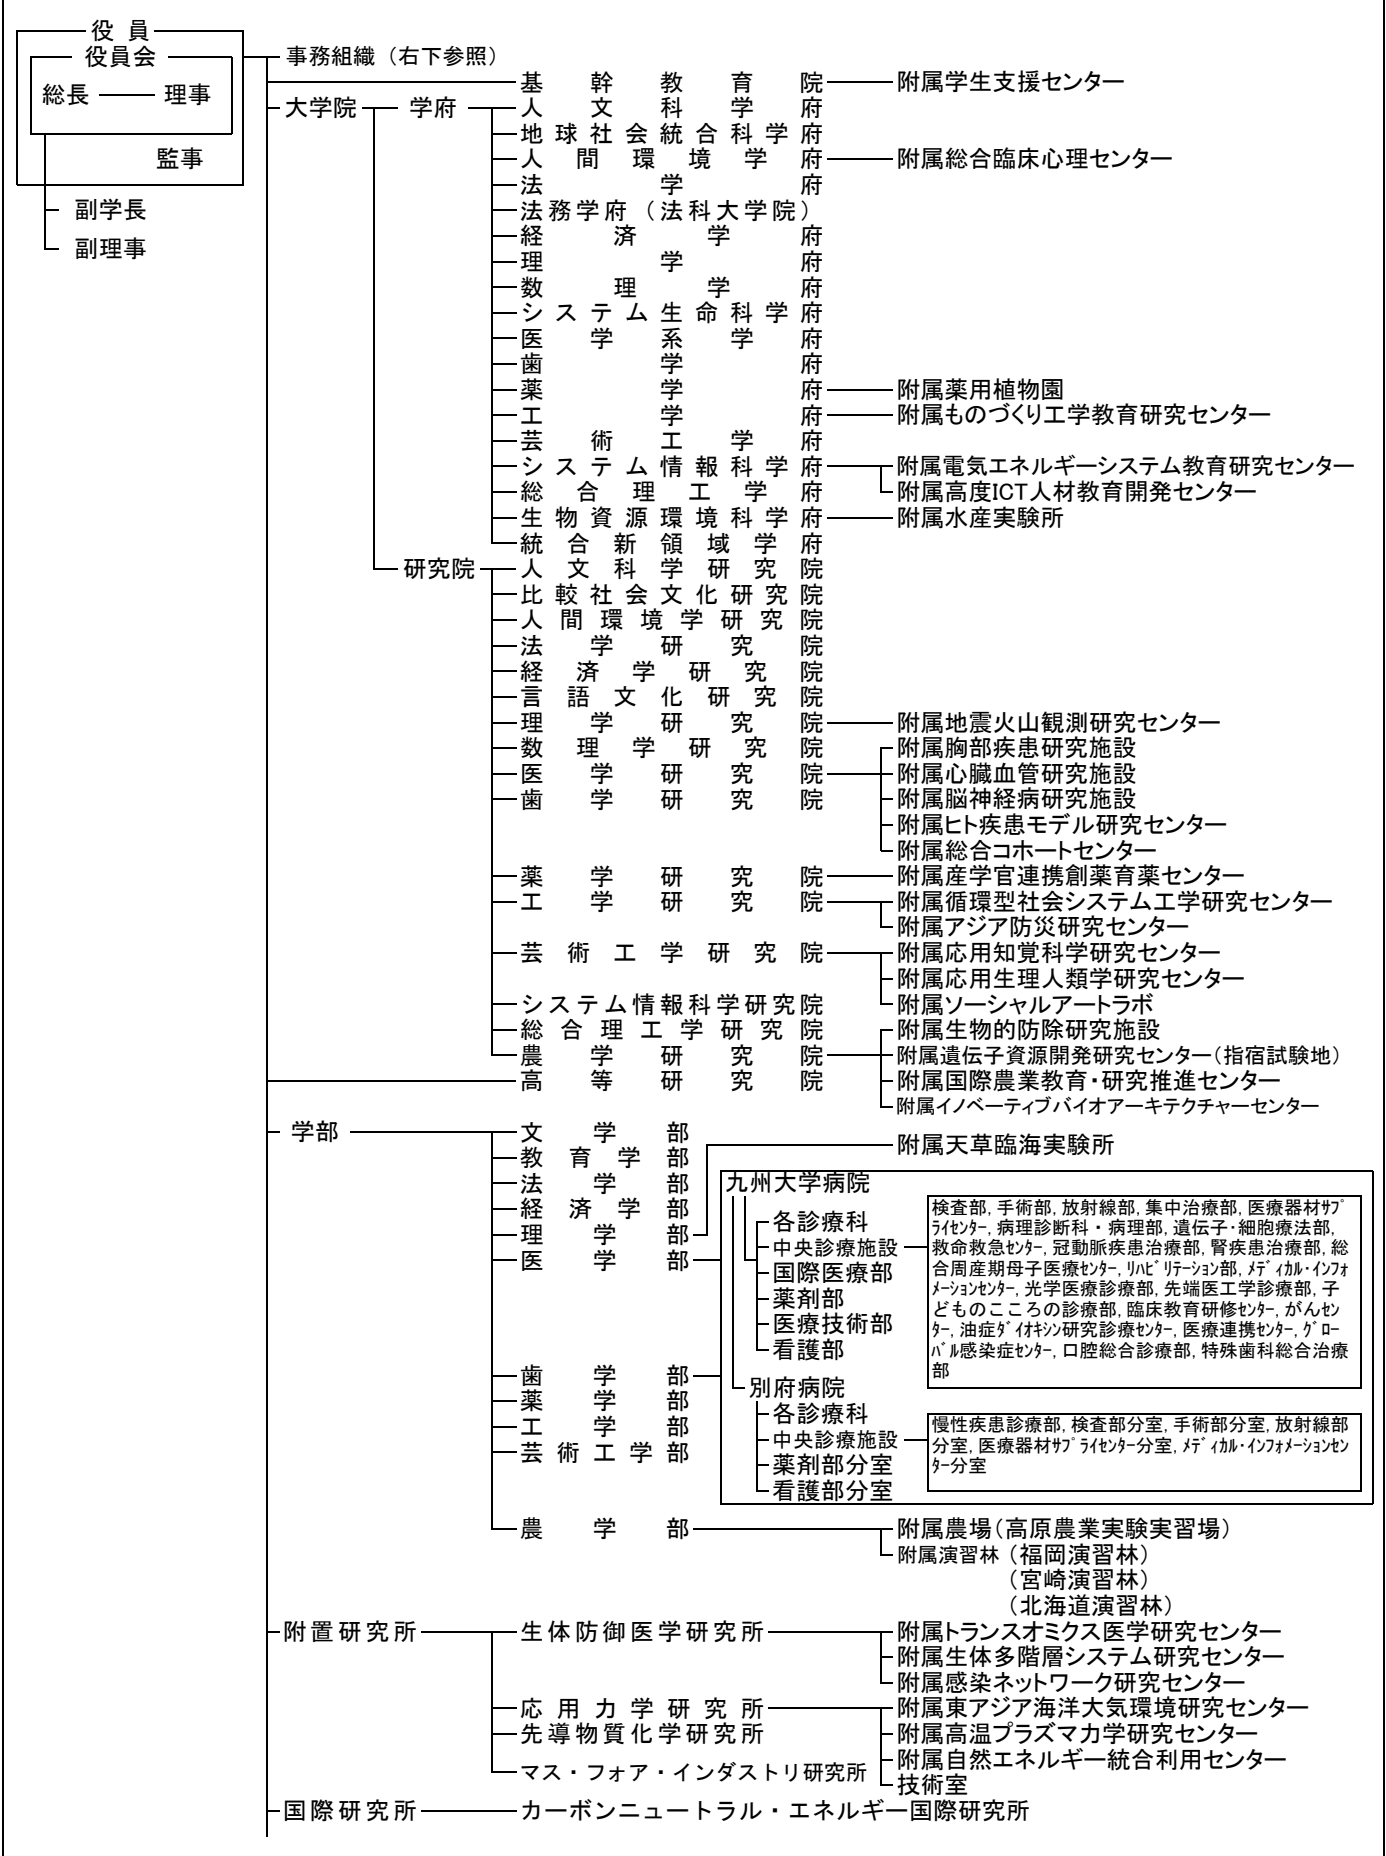 役 員
役員会
総長 理事
監事
副学長
副理事
事務組織（右下参照）
基幹教育院 附属学生支援センター
大学院 学府 人文科学府
地球社会統合科学府
人間環境学府 附属総合臨床心理センター
法学府
法務学府（法科大学院）
経済学府
理学府
数理学府
システム生命科学府
医学系学府
歯学府
薬学府 附属薬用植物園
工学府 附属ものづくり工学教育研究センター
芸術工学府
システム情報科学府 附属電気エネルギーシステム教育研究センター
総合理工学府 附属高度ICT人材教育開発センター
生物資源環境科学府 附属水産実験所
統合新領域学府
研究院 人文科学研究院
比較社会文化研究院
人間環境学研究院
法学研究院
経済学研究院
言語文化研究院
理学研究院 附属地震火山観測研究センター
数理学研究院 附属胸部疾患研究施設
医学研究院 附属心臓血管研究施設
歯学研究院 附属脳神経病研究施設
附属ヒト疾患モデル研究センター
附属総合コホートセンター
薬学研究院 附属産学官連携創薬育薬センター
工学研究院 附属循環型社会システム工学研究センター
附属アジア防災研究センター
芸術工学研究院 附属応用知覚科学研究センター
附属応用生理人類学研究センター
システム情報科学研究院 附属ソーシャルアートラボ
総合理工学研究院 附属生物的防除研究施設
農学研究院 附属遺伝子資源開発研究センター（指宿試験地）
高等研究院 附属国際農業教育・研究推進センター
附属イノベーティブバイオアーキテクチャーセンター
学部 文学部
附属天草臨海実験所
教育学部
法学部
経済学部
理学部
医学部
歯学部
薬学部
工学部
芸術工学部
九州大学病院
各診療科
中央診療施設
国際医療部
薬剤部
医療技術部
看護部
検査部, 手術部, 放射線部, 集中治療部, 医療器材ｻﾌﾟ
ﾗｲｾﾝﾀｰ, 病理診断科・病理部, 遺伝子・細胞療法部,
救命救急ｾﾝﾀｰ, 冠動脈疾患治療部, 腎疾患治療部, 総
合周産期母子医療ｾﾝﾀｰ, ﾘﾊﾋﾞﾘﾃｰｼｮﾝ部, ﾒﾃﾞｨｶﾙ・ｲﾝﾌｫ
ﾒｰｼｮﾝｾﾝﾀｰ, 光学医療診療部, 先端医工学診療部, 子
どものこころの診療部, 臨床教育研修ｾﾝﾀｰ, がんｾﾝ
ﾀｰ, 油症ﾀﾞｲｵｷｼﾝ研究診療ｾﾝﾀｰ, 医療連携ｾﾝﾀｰ, ｸﾞﾛｰ
ﾊﾞﾙ感染症ｾﾝﾀｰ, 口腔総合診療部, 特殊歯科総合治療
部
別府病院
各診療科
中央診療施設
薬剤部分室
看護部分室
慢性疾患診療部, 検査部分室, 手術部分室, 放射線部
分室, 医療器材ｻﾌﾟﾗｲｾﾝﾀｰ分室, ﾒﾃﾞｨｶﾙ・ｲﾝﾌｫﾒｰｼｮﾝｾﾝ
ﾀｰ分室
農学部 附属農場（高原農業実験実習場）
附属演習林（福岡演習林）
（宮崎演習林）
（北海道演習林）
附置研究所 生体防御医学研究所 附属トランスオミクス医学研究センター
附属生体多階層システム研究センター
附属感染ネットワーク研究センター
応用力学研究所 附属東アジア海洋大気環境研究センター
先導物質化学研究所 附属高温プラズマ力学研究センター
附属自然エネルギー統合利用センター
マス・フォア・インダストリ研究所 技術室
国際研究所 カーボンニュートラル・エネルギー国際研究所